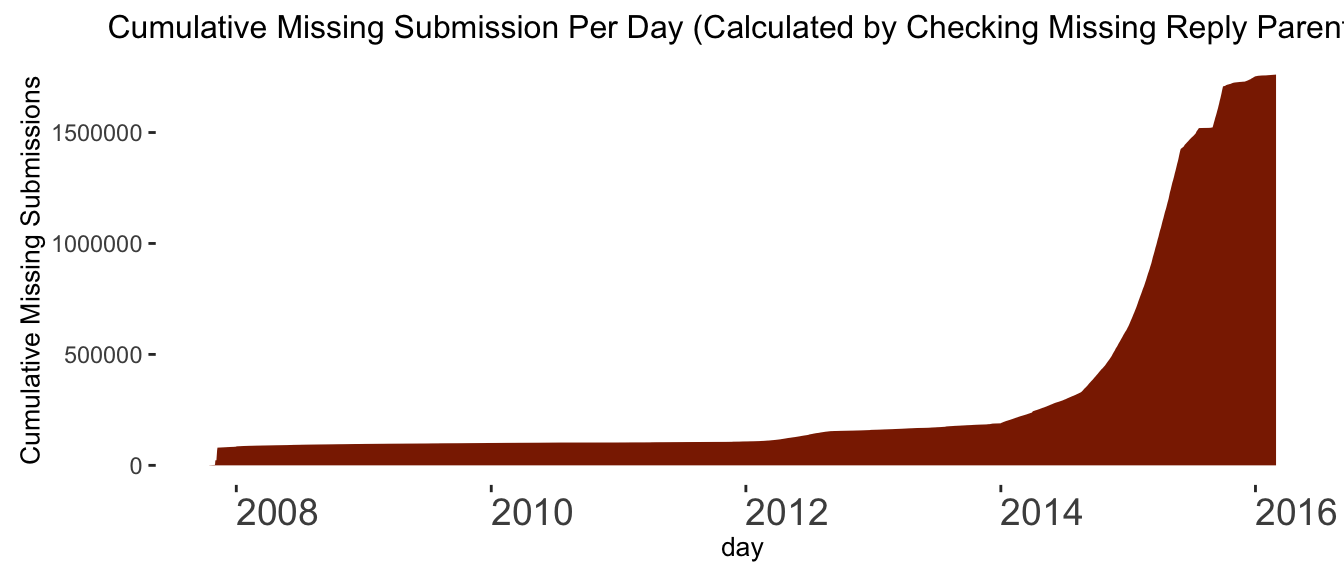 Cumulative Missing Submission Per Day (Calculated by Checking Missing Reply Paren
Cumulative Missing Submissions
1500000
1000000
500000
0
2008 2010 2012 2014 2016
day